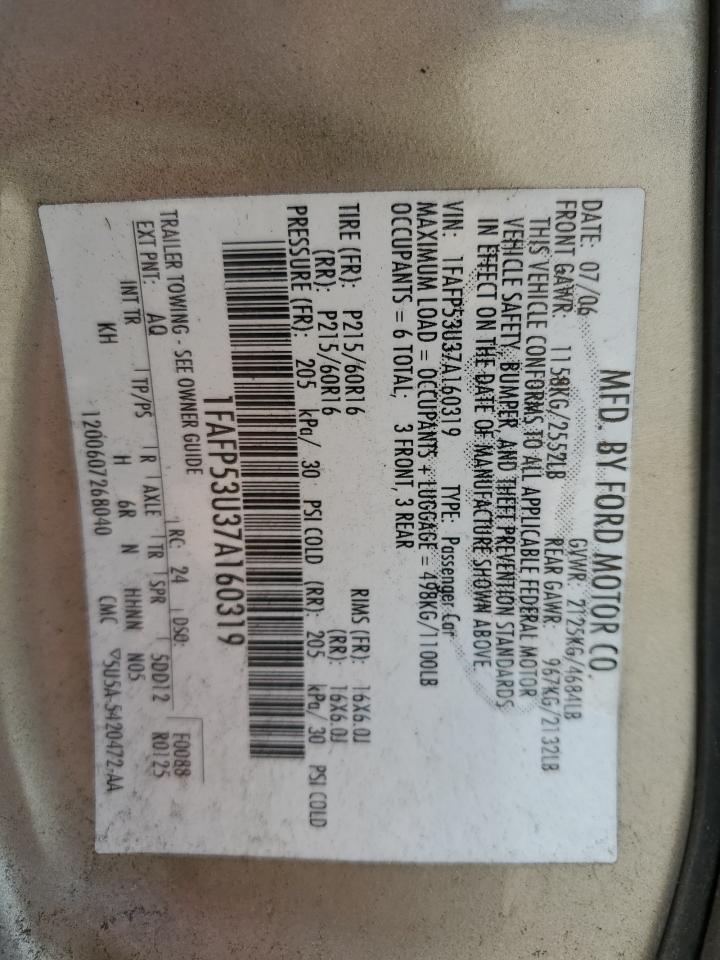 MFD. BY FORD MOTOR CO.
DATE: 07/06 GVWR: 2125KG/4684LB
FRONT GAWR: 1158KG/2552LB REAR GAWR: 967KG/2132LB
THIS VEHICLE CONFORMS TO ALL APPLICABLE FEDERAL MOTOR
VEHICLE SAFETY, BUMPER, AND THEFT PREVENTION STANDARDS
IN EFFECT ON THE DATE OF MANUFACTURE SHOWN ABOVE.
VIN: 1FAFP53U37A160319 TYPE: Passenger Car
MAXIMUM LOAD = OCCUPANTS + LUGGAGE = 498KG/1100LB
OCCUPANTS = 6 TOTAL; 3 FRONT, 3 REAR
TIRE (FR): P215/60R16 RIMS (FR): 16X6.0J
(RR): P215/60R16 (RR): 16X6.0J
PRESSURE (FR): 205 kPa/ 30 PSI COLD (RR): 205 kPa/ 30 PSI COLD
1FAFP53U37A160319
TRAILER TOWING - SEE OWNER GUIDE F0088
EXT PNT: AQ RC: 24 DSO: R0125
INT TR TP/PS R AXLE TR SPR 5DD12
KH H 6R N HHNN N05
1200607268040 CMC ▽5U5A-5420472-AA